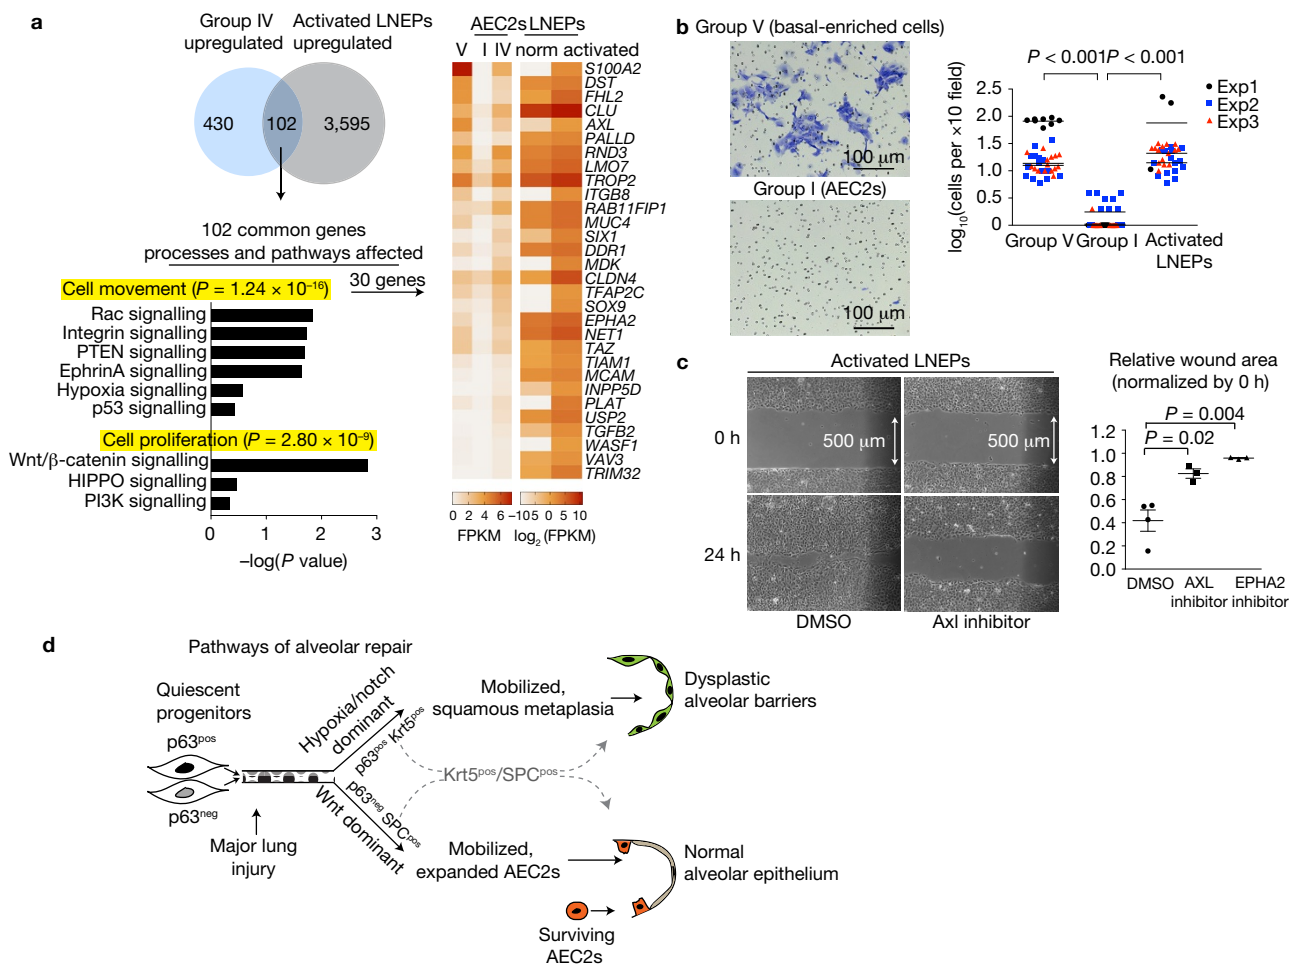 a
Group IV
upregulated
Activated LNEPs
upregulated
430
102
3,595
102 common genes
processes and pathways affected
30 genes
Cell movement (P = 1.24 × 10⁻¹⁶)
Rac signalling
Integrin signalling
PTEN signalling
EphrinA signalling
Hypoxia signalling
p53 signalling
Cell proliferation (P = 2.80 × 10⁻⁹)
Wnt/β-catenin signalling
HIPPO signalling
PI3K signalling
0 1 2 3
−log(P value)
AEC2s LNEPs
V I IV norm activated
S100A2
DST
FHL2
CLU
AXL
PALLD
RND3
LMO7
TROP2
ITGB8
RAB11FIP1
MUC4
SIX1
DDR1
MDK
CLDN4
TFAP2C
SOX9
EPHA2
NET1
TAZ
TIAM1
MCAM
INPP5D
PLAT
USP2
TGFB2
WASF1
VAV3
TRIM32
0 2 4 6
FPKM
−10 5 0 5 10
log₂ (FPKM)
b
Group V (basal-enriched cells)
100 μm
Group I (AEC2s)
100 μm
P < 0.001
P < 0.001
Exp1
Exp2
Exp3
log₁₀(cells per ×10 field)
2.5
2.0
1.5
1.0
0.5
0
Group V
Group I
Activated
LNEPs
c
Activated LNEPs
0 h
500 μm
500 μm
24 h
DMSO
Axl inhibitor
Relative wound area
(normalized by 0 h)
P = 0.004
P = 0.02
1.2
1.0
0.8
0.6
0.4
0.2
0.0
DMSO
AXL
inhibitor
EPHA2
inhibitor
d
Pathways of alveolar repair
Quiescent
progenitors
p63ᵖᵒˢ
p63ⁿᵉᵍ
Major lung
injury
Hypoxia/notch
dominant
p63ᵖᵒˢ Krt5ᵖᵒˢ
p63ⁿᵉᵍ SPCᵖᵒˢ
Wnt dominant
Mobilized,
squamous metaplasia
Dysplastic
alveolar barriers
Krt5ᵖᵒˢ/SPCᵖᵒˢ
Mobilized,
expanded AEC2s
Normal
alveolar epithelium
Surviving
AEC2s